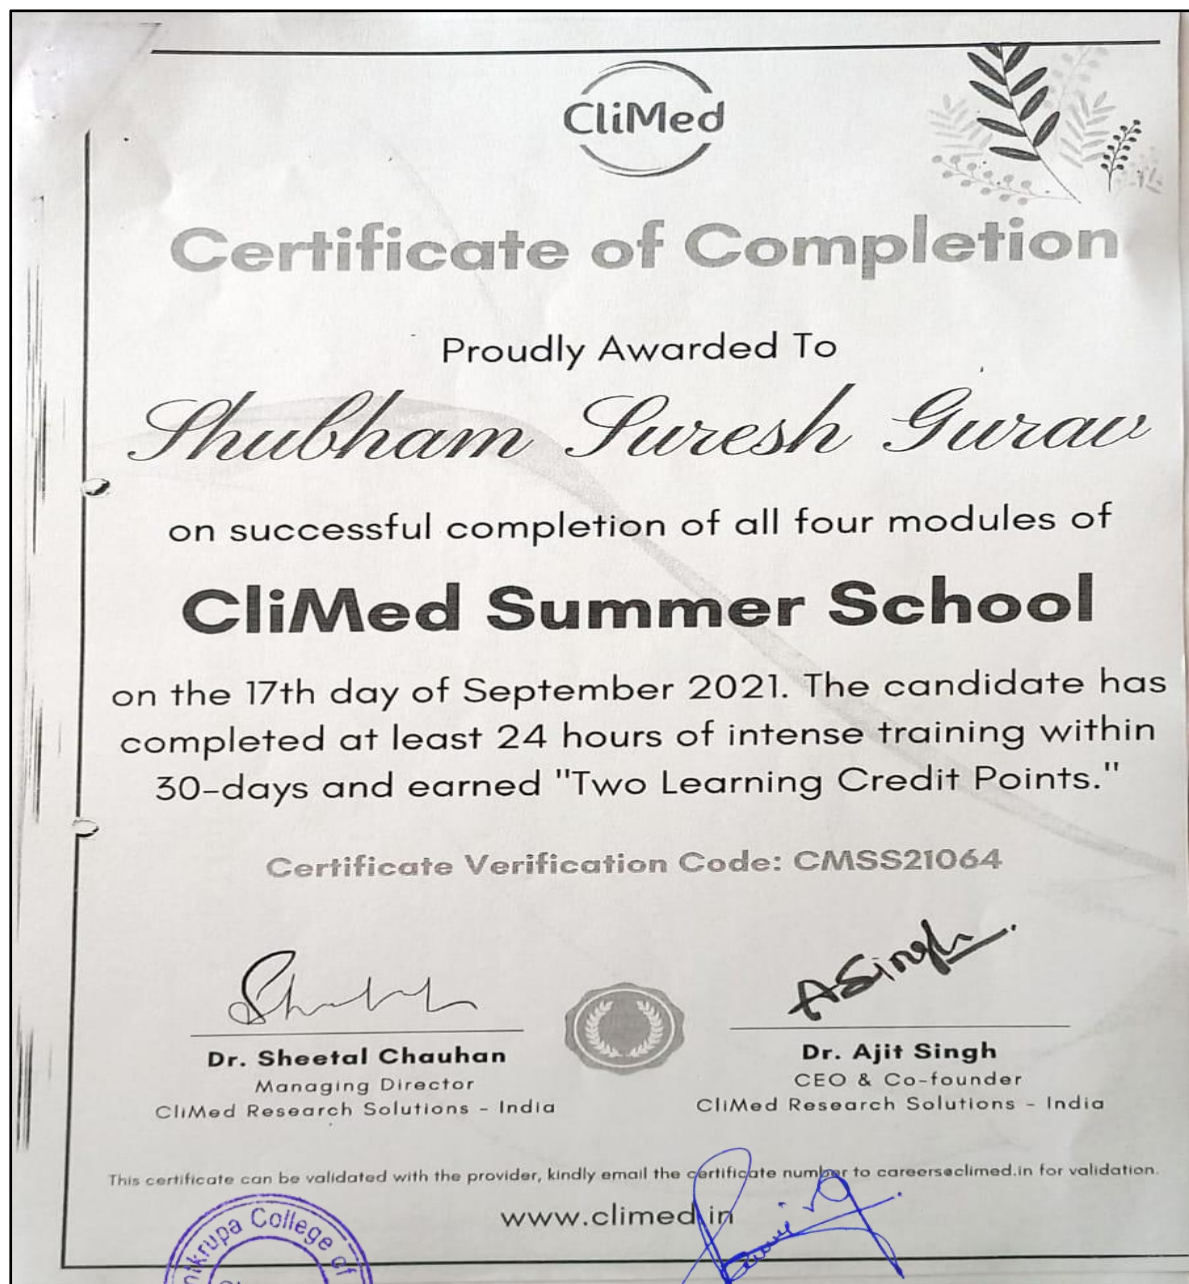 CliMed
Certificate of Completion
Proudly Awarded To
Shubham Suresh Gurav
on successful completion of all four modules of
CliMed Summer School
on the 17th day of September 2021. The candidate has
completed at least 24 hours of intense training within
30-days and earned "Two Learning Credit Points."
Certificate Verification Code: CMSS21064
ASingh
Dr. Sheetal Chauhan
Managing Director
CliMed Research Solutions - India
Dr. Ajit Singh
CEO & Co-founder
CliMed Research Solutions - India
This certificate can be validated with the provider, kindly email the certificate number to careers@climed.in for validation.
www.climed.in
College of